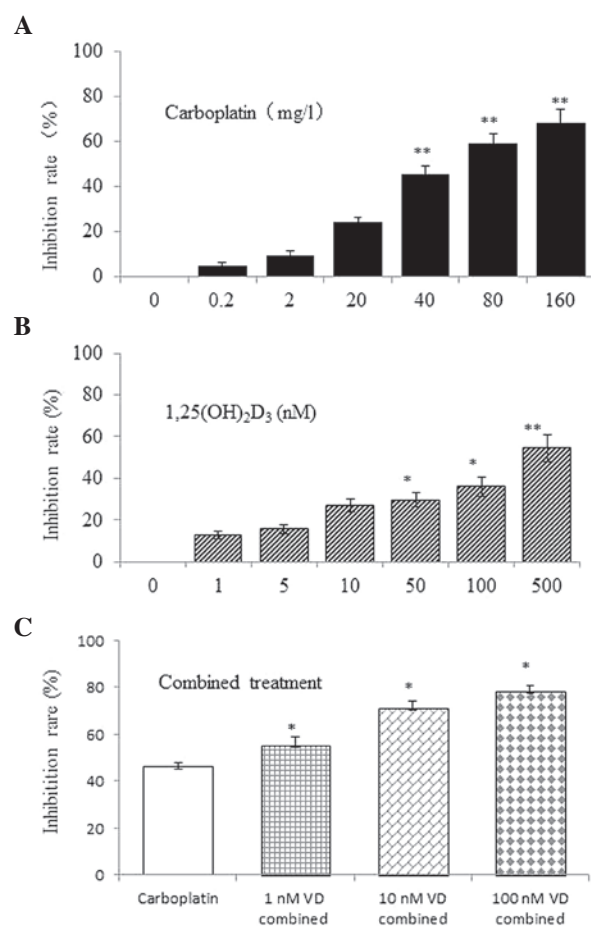 A
100
80
60
40
20
0
Inhibition rate (%)
Carboplatin (mg/l)
**
**
**
0 0.2 2 20 40 80 160
B
100
80
60
40
20
0
Inhibition rate (%)
1,25(OH)₂D₃ (nM)
*
*
**
0 1 5 10 50 100 500
C
100
80
60
40
20
0
Inhibitition rare (%)
Combined treatment
*
*
*
Carboplatin 1 nM VD 10 nM VD 100 nM VD
combined combined combined